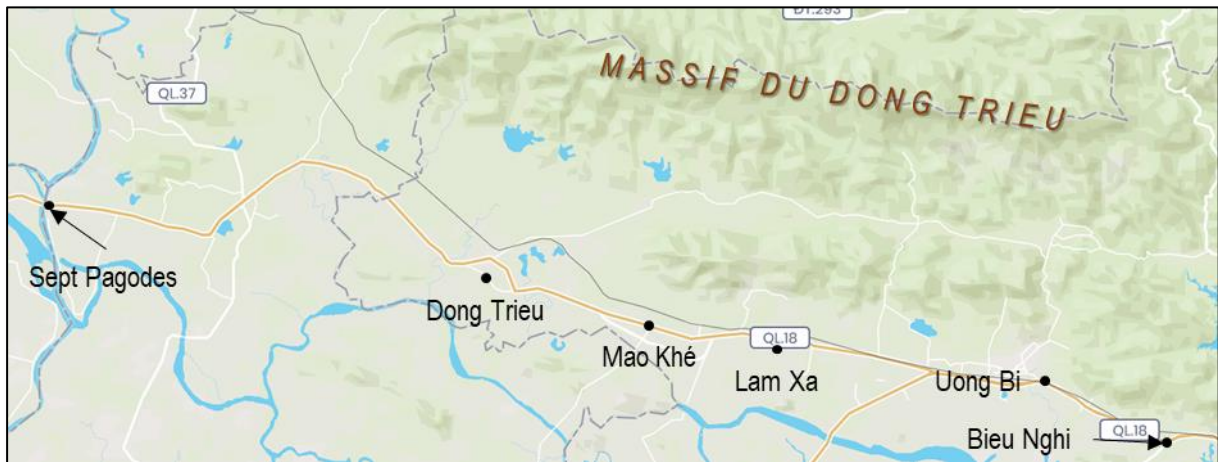 ĐT.293
MASSIF DU DONG TRIEU
QL.37
Sept Pagodes
Dong Trieu
Mao Khé
QL.18
Lam Xa
Uong Bi
QL.18
Bieu Nghi